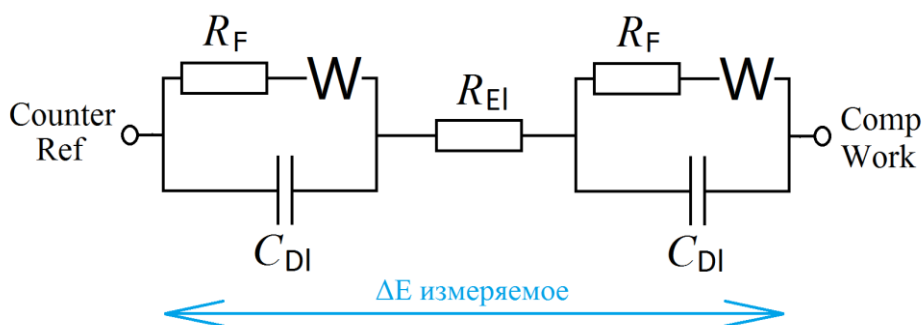 R_F W
R_El
R_F W
Counter
Ref
Comp
Work
C_Dl
C_Dl
ΔE измеряемое